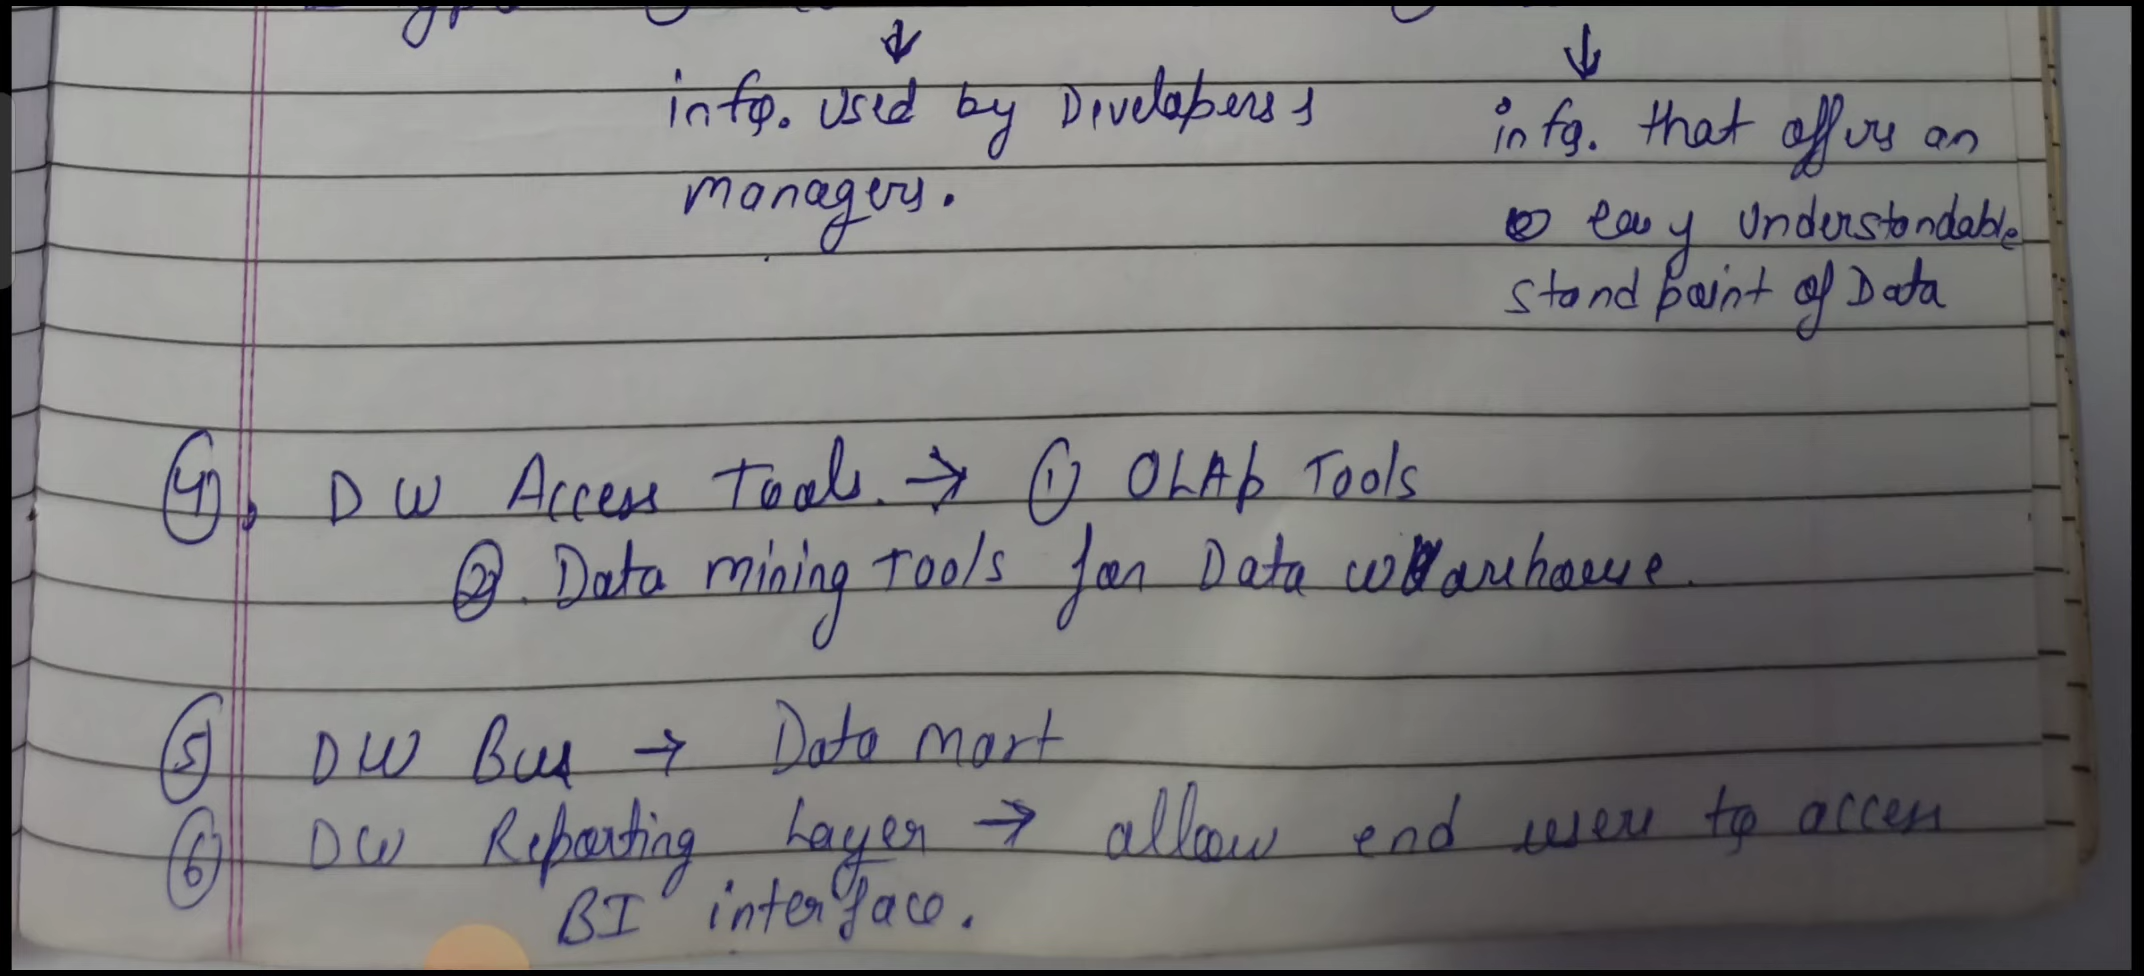 ↓ ↓
info. used by Developers &
managers.
info. that offers an
easy understandable
stand point of Data
④. DW Access Tools. → ① OLAP Tools
②. Data mining Tools for Data warehouse.
⑤ DW Bus → Data mart
⑥ DW Reporting Layer → allow end users to access
BI interface.